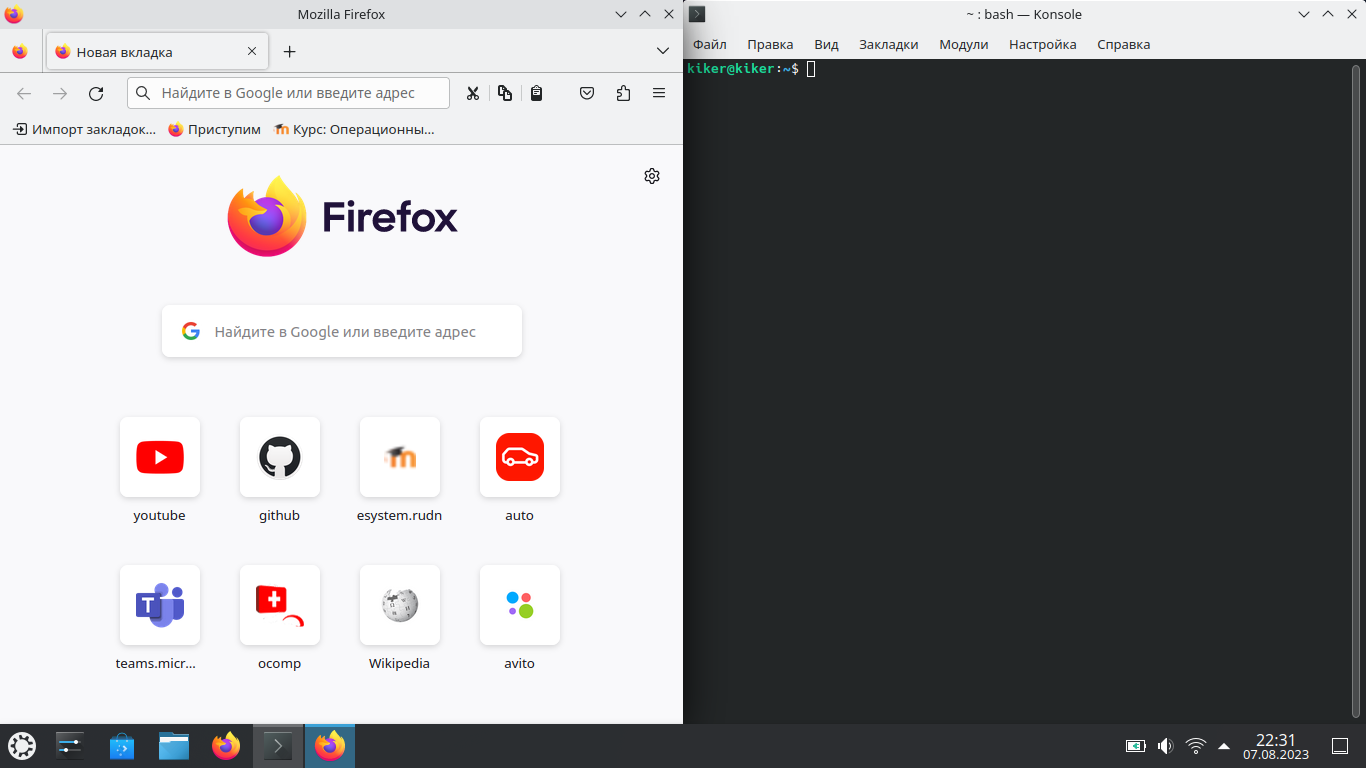 Mozilla Firefox
Новая вкладка
Найдите в Google или введите адрес
Импорт закладок...
Приступим
Курс: Операционны...
Firefox
Найдите в Google или введите адрес
youtube
github
esystem.rudn
auto
teams.micr...
ocomp
Wikipedia
avito
~ : bash — Konsole
Файл Правка Вид Закладки Модули Настройка Справка
kiker@kiker:~$
22:31
07.08.2023